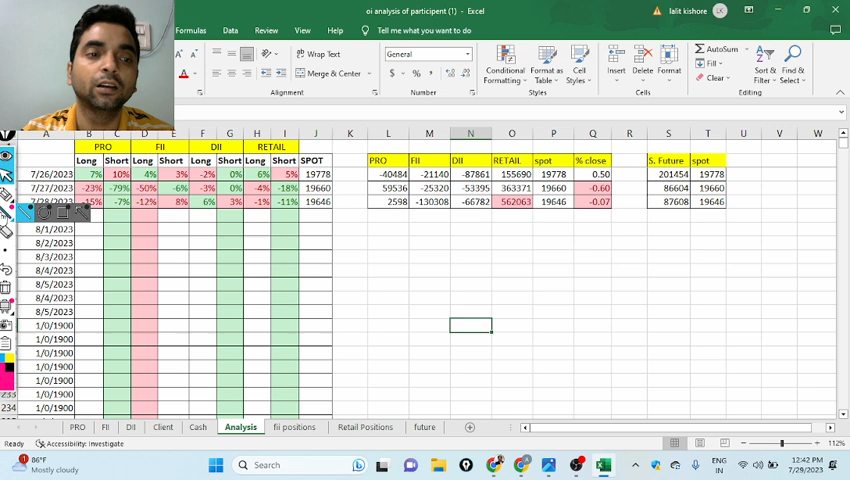 oi analysis of participant (1) - Excel
lalit kishore LK
Formulas Data Review View Help Tell me what you want to do
Wrap Text General AutoSum
Merge & Center Conditional Formatting Format as Table Cell Styles Insert Delete Format Fill Clear Sort & Filter Find & Select
Alignment Number Styles Cells Editing
A B C D E F G H I J K L M N O P Q R S T U V W
PRO FII DII RETAIL PRO FII DII RETAIL spot % close S. Future spot
Long Short Long Short Long Short Long Short SPOT
7/26/2023 7% 10% 4% 3% -2% 0% 6% 5% 19778 -40484 -21140 -87861 155690 19778 0.50 201454 19778
7/27/2023 -23% -79% -50% -6% -3% 0% -4% -18% 19660 59536 -25320 -53395 363371 19660 -0.60 86604 19660
7/28/2023 -15% -7% -12% 8% 6% 3% -1% -11% 19646 2598 -130308 -66782 562063 19646 -0.07 87608 19646
8/1/2023
8/2/2023
8/3/2023
8/4/2023
8/5/2023
8/4/2023
8/5/2023
1/0/1900
1/0/1900
1/0/1900
1/0/1900
1/0/1900
233 1/0/1900
234 1/0/1900
PRO FII DII Client Cash Analysis fii positions Retail Positions future
Ready Accessibility: Investigate 112%
86°F
Mostly cloudy
Search
ENG
IN
12:42 PM
7/29/2023